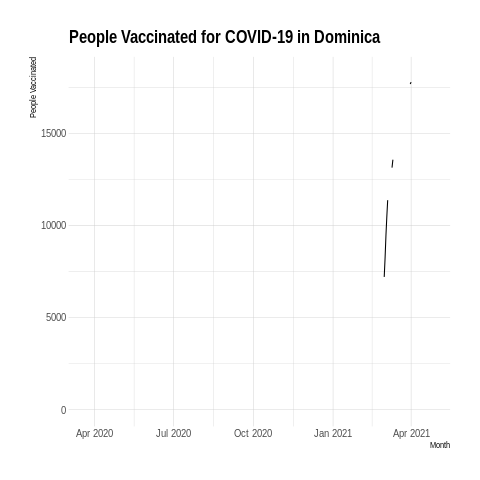 People Vaccinated for COVID-19 in Dominica
People Vaccinated
15000
10000
5000
0
Apr 2020 Jul 2020 Oct 2020 Jan 2021 Apr 2021
Month